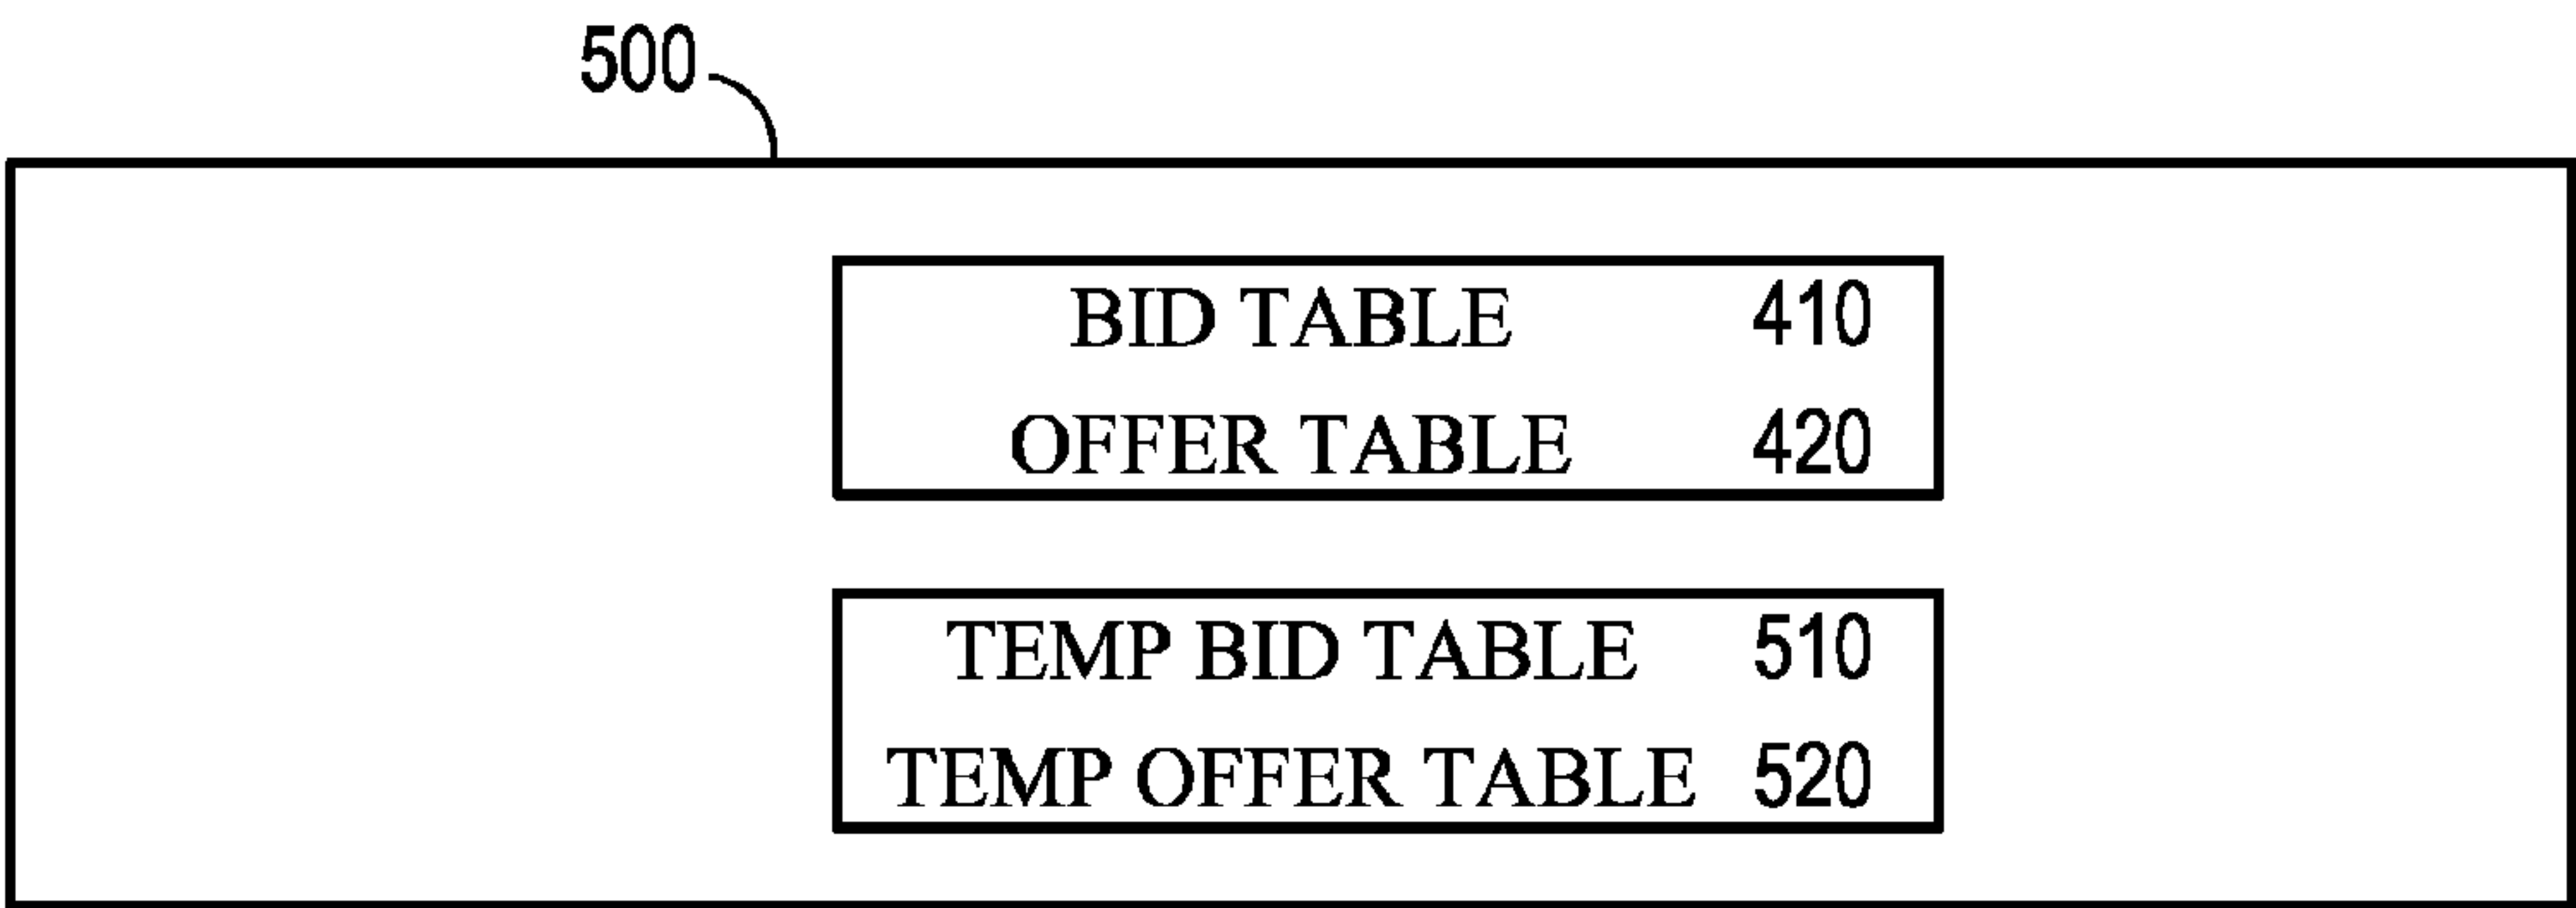 500
BID TABLE 410
OFFER TABLE 420
TEMP BID TABLE 510
TEMP OFFER TABLE 520